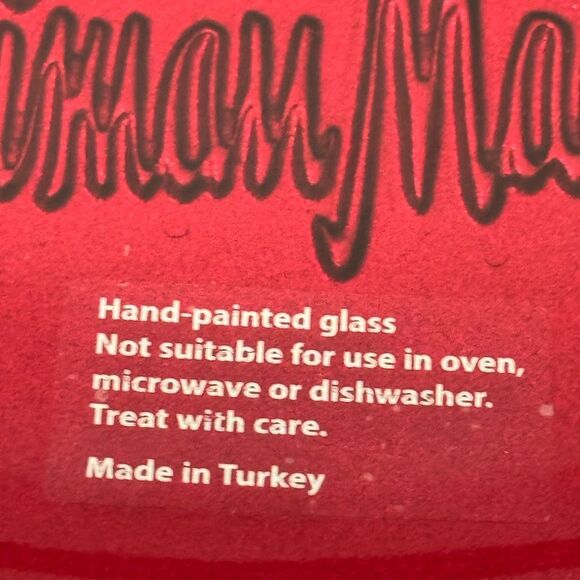 Hand-painted glass
Not suitable for use in oven,
microwave or dishwasher.
Treat with care.
Made in Turkey